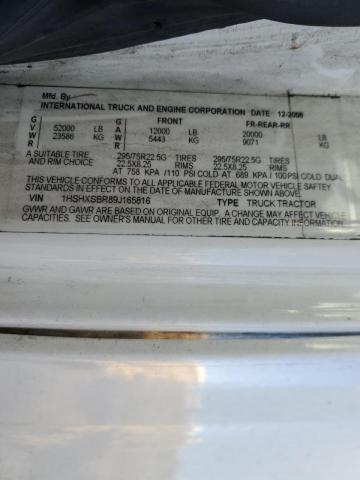 Mfd. By
INTERNATIONAL TRUCK AND ENGINE CORPORATION DATE 12-2008
G V W R 52000 LB 23586 KG G A W R FRONT 12000 LB 5443 KG FR-REAR-RR 20000 LB 9071 KG
A SUITABLE TIRE 295/75R22.5G TIRES 295/75R22.5G TIRES
AND RIM CHOICE 22.5X8.25 RIMS 22.5X8.25 RIMS
AT 758 KPA /110 PSI COLD AT 689 KPA / 100 PSI COLD DUAL
THIS VEHICLE CONFORMS TO ALL APPLICABLE FEDERAL MOTOR VEHICLE SAFTEY
STANDARDS IN EFFECT ON THE DATE OF MANUFACTURE SHOWN ABOVE.
VIN 1HSHXSBR89J165816 TYPE TRUCK TRACTOR
GVWR AND GAWR ARE BASED ON ORIGINAL EQUIP. A CHANGE MAY ALTER
CAPACITIES. SEE OWNER'S MANUAL FOR OTHER TIRE AND CAPACITY INFORMATION